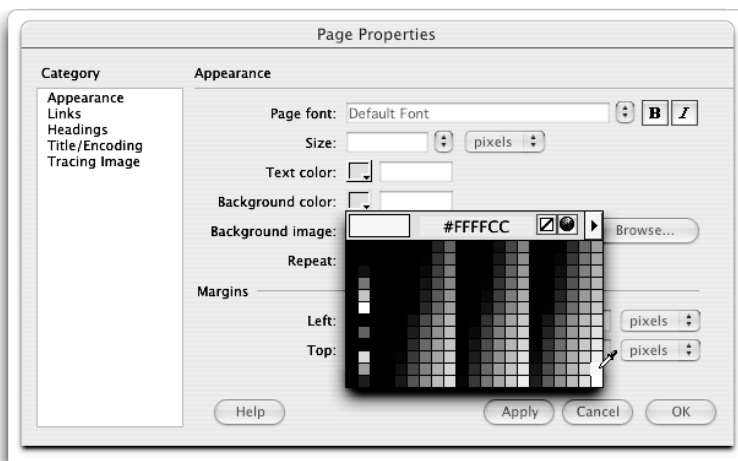 Page Properties
Category
Appearance
Links
Headings
Title/Encoding
Tracing Image
Appearance
Page font: Default Font B I
Size: pixels
Text color:
Background color:
#FFFFCC
Background image: Browse...
Repeat:
Margins
Left: pixels
Top: pixels
Help Apply Cancel OK